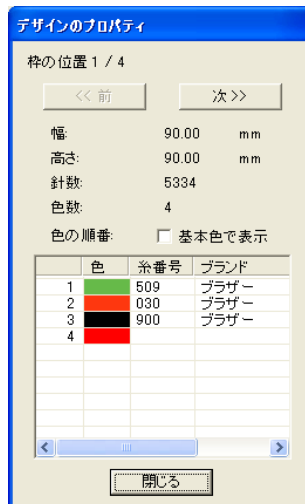 デザインのプロパティ
枠の位置 1 / 4
<< 前 次 >>
幅: 90.00 mm
高さ: 90.00 mm
針数: 5334
色数: 4
色の順番: 基本色で表示
色 糸番号 ブランド
1 509 ブラザー
2 030 ブラザー
3 900 ブラザー
4
閉じる